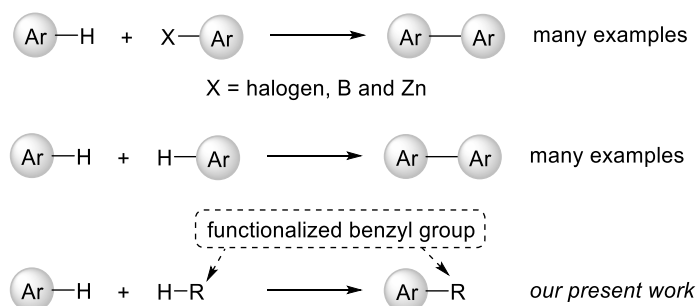 Ar—H + X—Ar Ar—Ar many examples
X = halogen, B and Zn
Ar—H + H—Ar Ar—Ar many examples
functionalized benzyl group
Ar—H + H—R Ar—R our present work